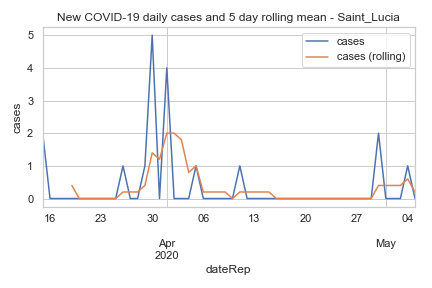 New COVID-19 daily cases and 5 day rolling mean - Saint_Lucia
cases
cases (rolling)
cases
5
4
3
2
1
0
16 23 30 06 13 20 27 04
Apr May
2020
dateRep